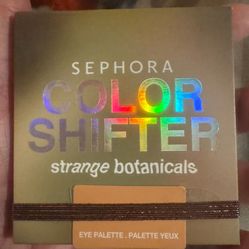 SEPHORA
COLOR
SHIFTER
strange botanicals
EYE PALETTE . PALETTE YEUX